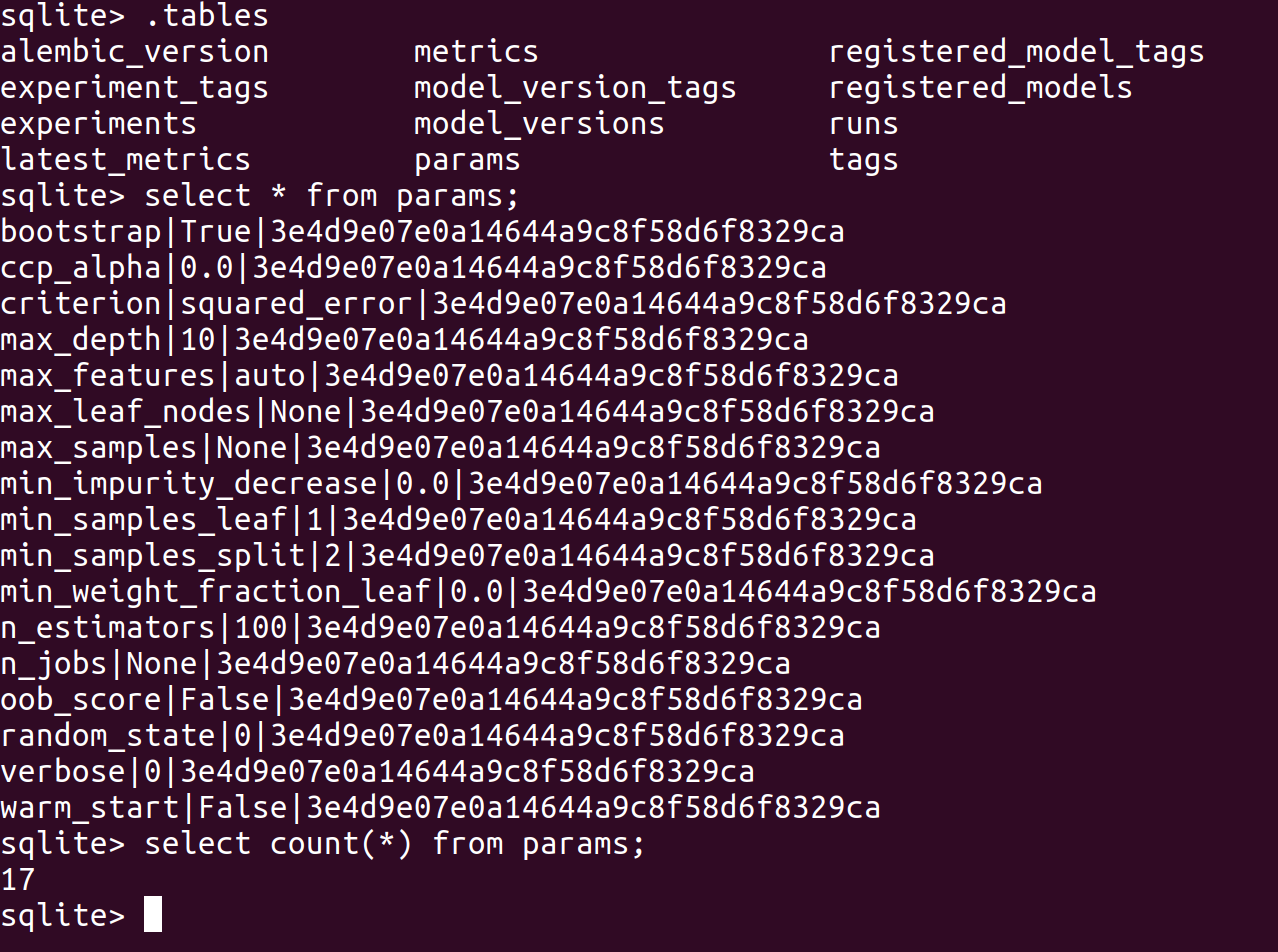 sqlite> .tables
alembic_version        metrics                registered_model_tags
experiment_tags        model_version_tags     registered_models
experiments            model_versions         runs
latest_metrics         params                 tags
sqlite> select * from params;
bootstrap|True|3e4d9e07e0a14644a9c8f58d6f8329ca
ccp_alpha|0.0|3e4d9e07e0a14644a9c8f58d6f8329ca
criterion|squared_error|3e4d9e07e0a14644a9c8f58d6f8329ca
max_depth|10|3e4d9e07e0a14644a9c8f58d6f8329ca
max_features|auto|3e4d9e07e0a14644a9c8f58d6f8329ca
max_leaf_nodes|None|3e4d9e07e0a14644a9c8f58d6f8329ca
max_samples|None|3e4d9e07e0a14644a9c8f58d6f8329ca
min_impurity_decrease|0.0|3e4d9e07e0a14644a9c8f58d6f8329ca
min_samples_leaf|1|3e4d9e07e0a14644a9c8f58d6f8329ca
min_samples_split|2|3e4d9e07e0a14644a9c8f58d6f8329ca
min_weight_fraction_leaf|0.0|3e4d9e07e0a14644a9c8f58d6f8329ca
n_estimators|100|3e4d9e07e0a14644a9c8f58d6f8329ca
n_jobs|None|3e4d9e07e0a14644a9c8f58d6f8329ca
oob_score|False|3e4d9e07e0a14644a9c8f58d6f8329ca
random_state|0|3e4d9e07e0a14644a9c8f58d6f8329ca
verbose|0|3e4d9e07e0a14644a9c8f58d6f8329ca
warm_start|False|3e4d9e07e0a14644a9c8f58d6f8329ca
sqlite> select count(*) from params;
17
sqlite>